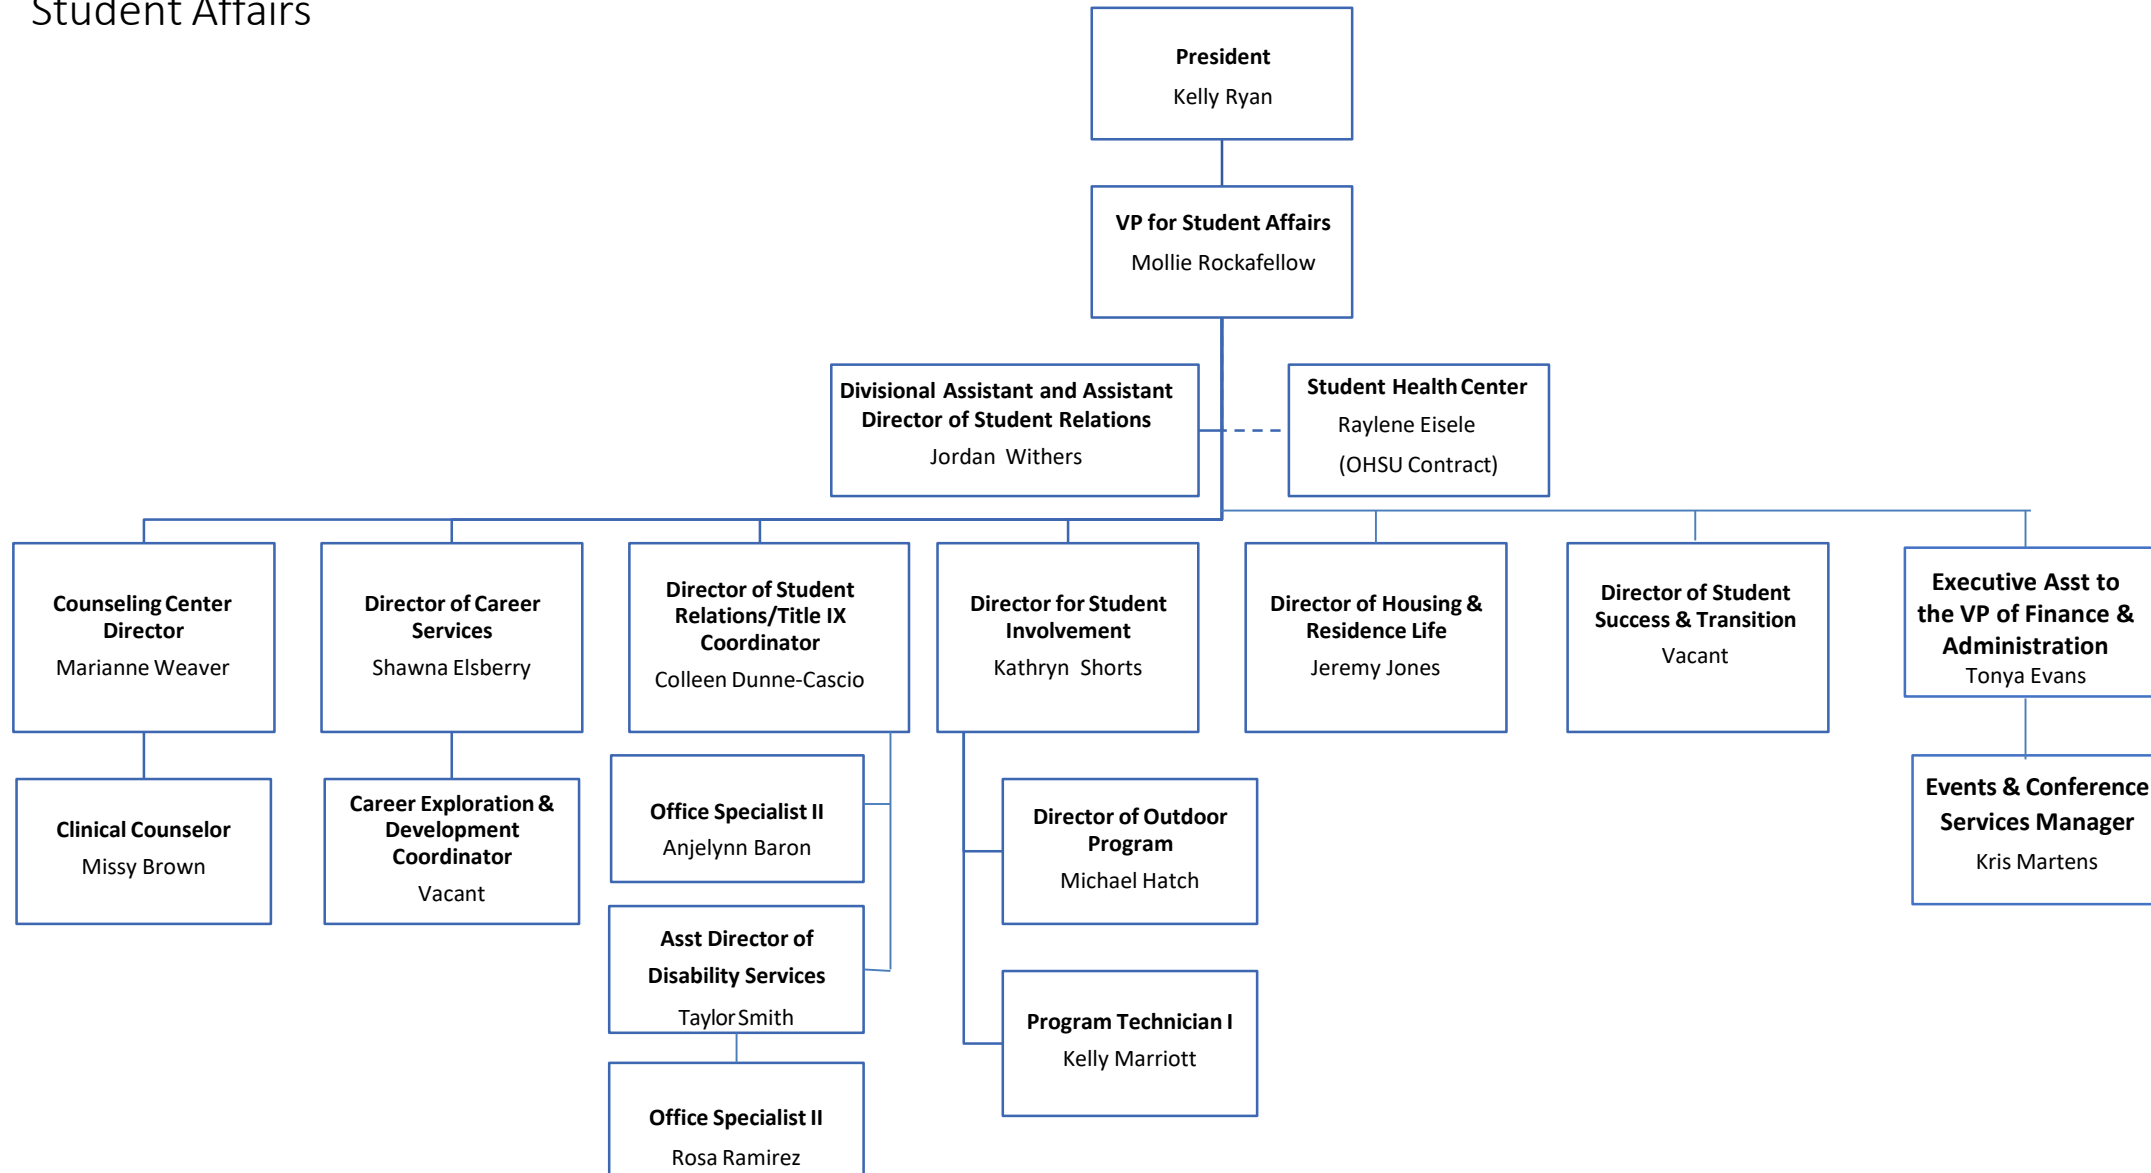 Student Affairs
President
Kelly Ryan
VP for Student Affairs
Mollie Rockafellow
Divisional Assistant and Assistant
Director of Student Relations
Jordan Withers
Student Health Center
Raylene Eisele
(OHSU Contract)
Counseling Center
Director
Marianne Weaver
Director of Career
Services
Shawna Elsberry
Director of Student
Relations/Title IX
Coordinator
Colleen Dunne-Cascio
Director for Student
Involvement
Kathryn Shorts
Director of Housing &
Residence Life
Jeremy Jones
Director of Student
Success & Transition
Vacant
Executive Asst to
the VP of Finance &
Administration
Tonya Evans
Clinical Counselor
Missy Brown
Career Exploration &
Development
Coordinator
Vacant
Office Specialist II
Anjelynn Baron
Director of Outdoor
Program
Michael Hatch
Events & Conference
Services Manager
Kris Martens
Asst Director of
Disability Services
Taylor Smith
Program Technician I
Kelly Marriott
Office Specialist II
Rosa Ramirez